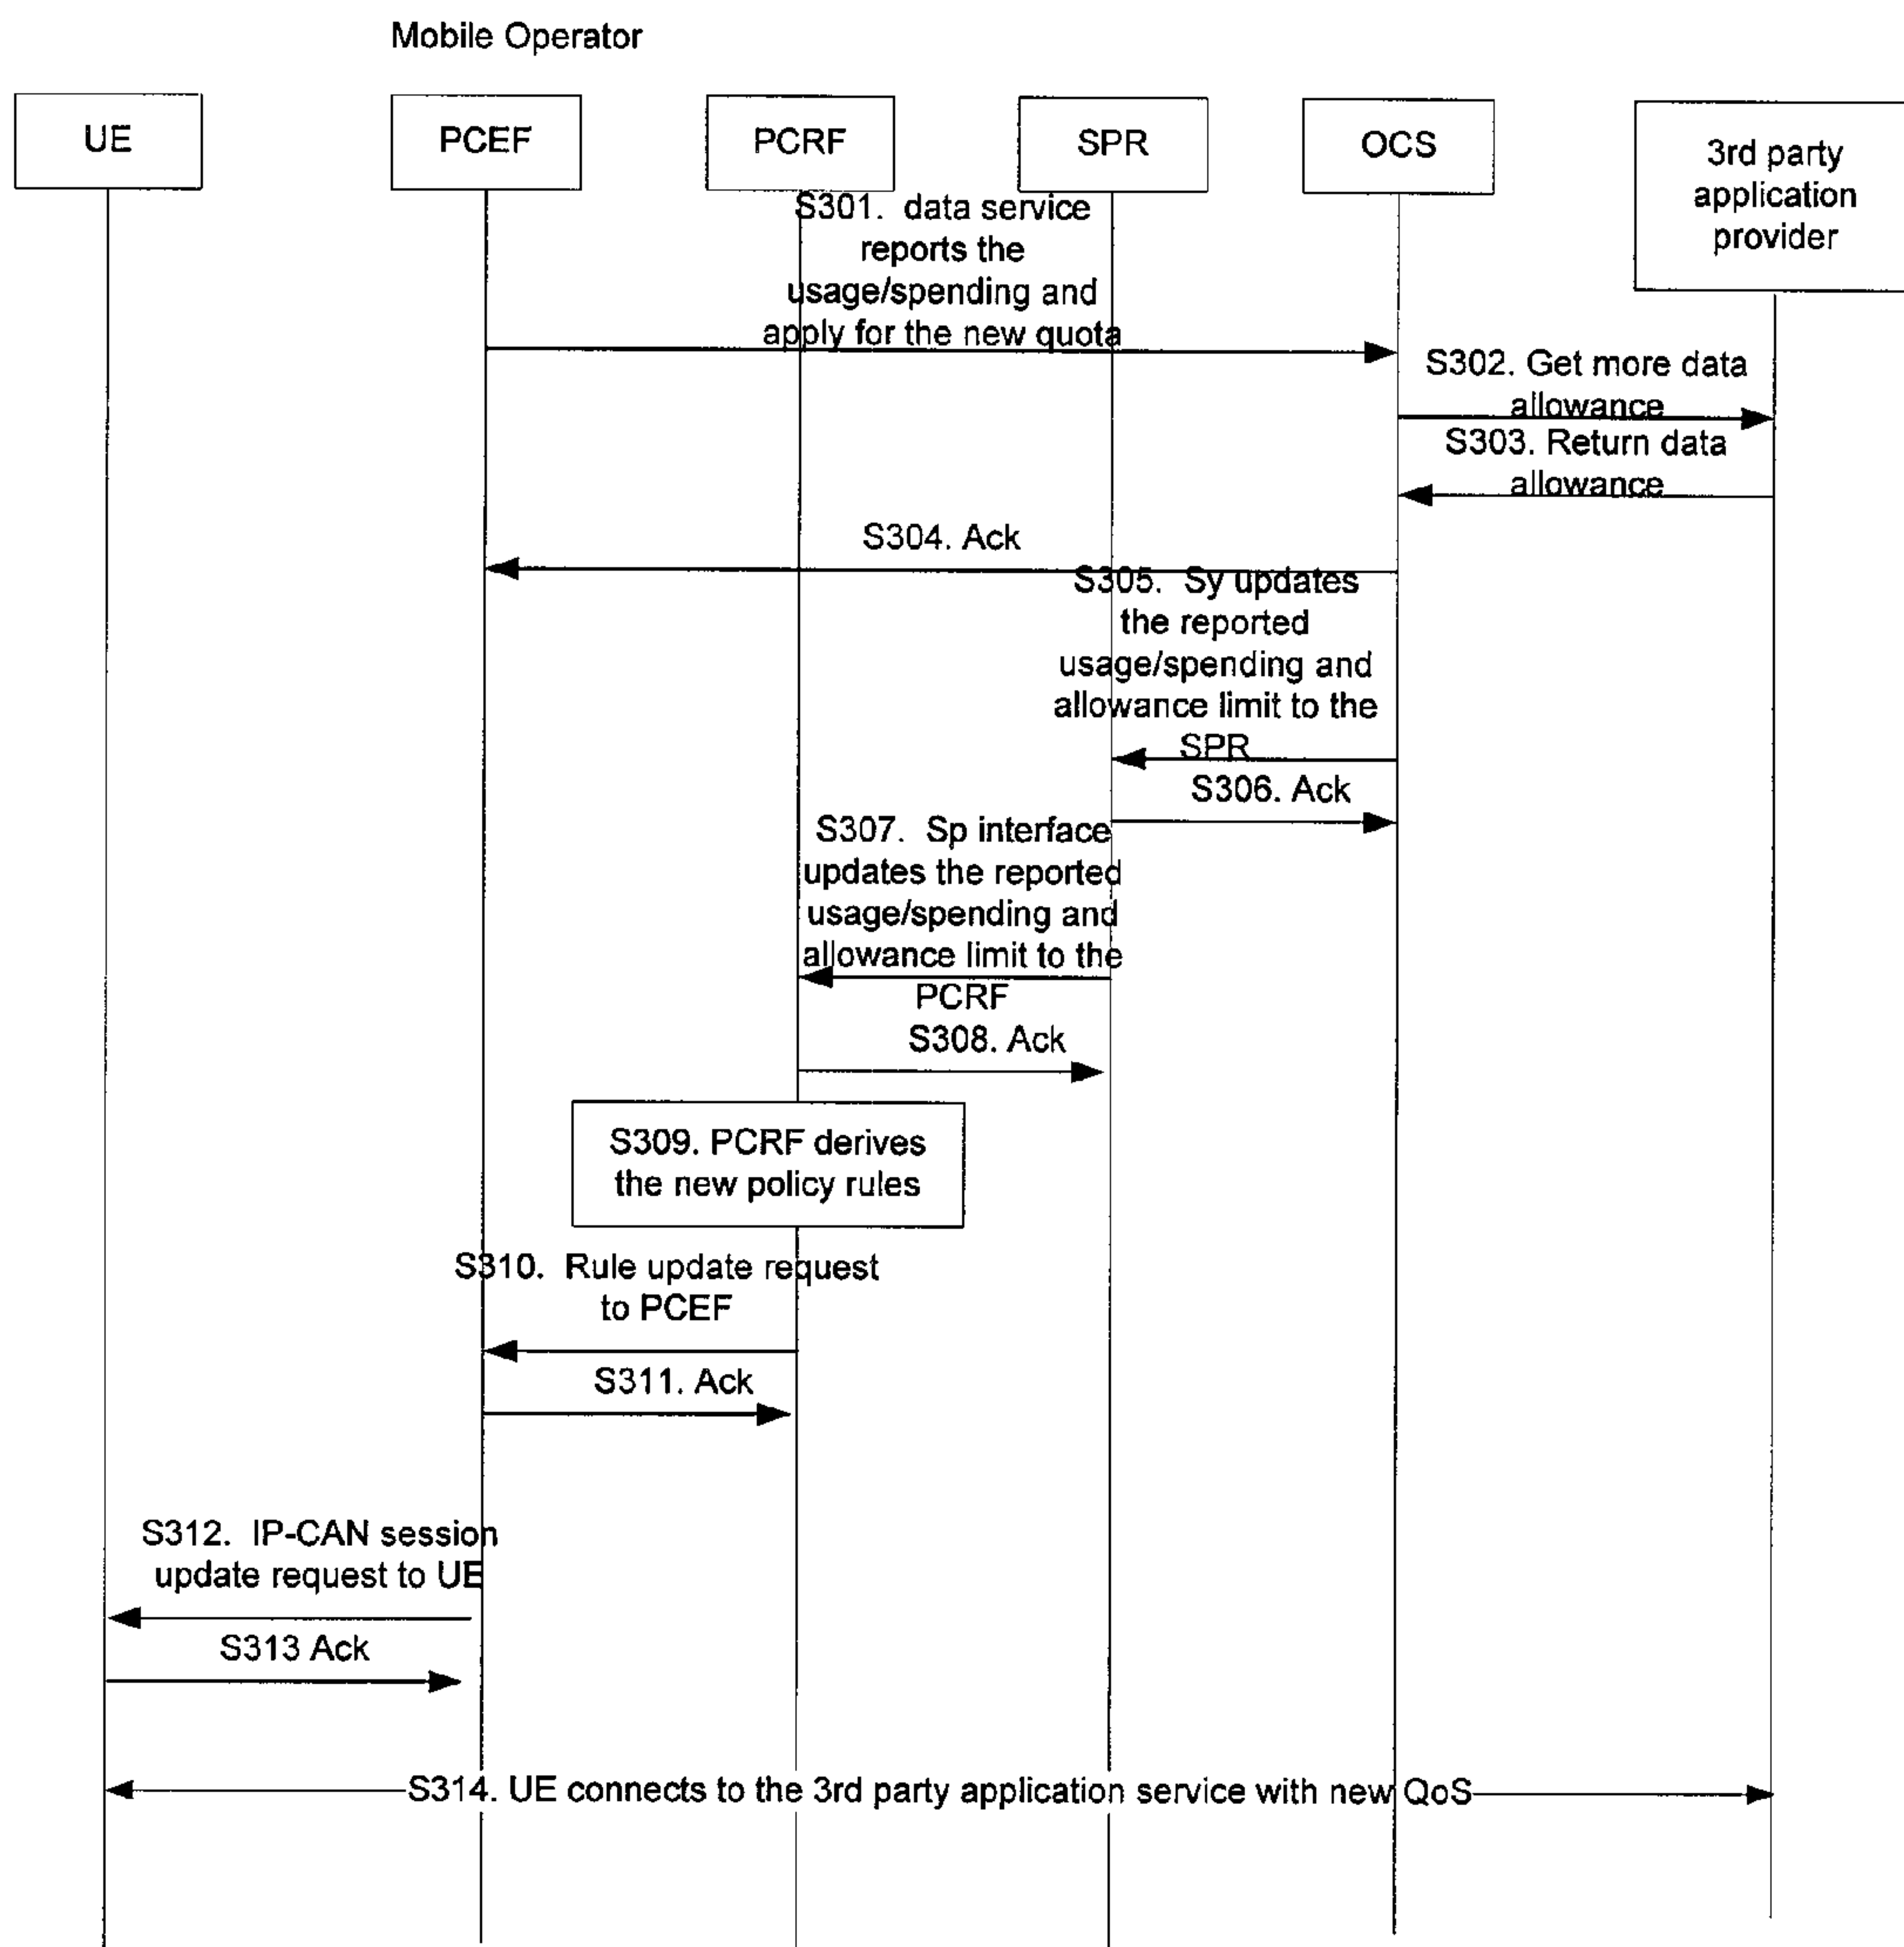 Mobile Operator
UE
PCEF
PCRF
SPR
OCS
3rd party
application
provider
S301. data service
reports the
usage/spending and
apply for the new quota
S302. Get more data
allowance
S303. Return data
allowance
S304. Ack
S305. Sy updates
the reported
usage/spending and
allowance limit to the
SPR
S306. Ack
S307. Sp interface
updates the reported
usage/spending and
allowance limit to the
PCRF
S308. Ack
S309. PCRF derives
the new policy rules
S310. Rule update request
to PCEF
S311. Ack
S312. IP-CAN session
update request to UE
S313 Ack
S314. UE connects to the 3rd party application service with new QoS